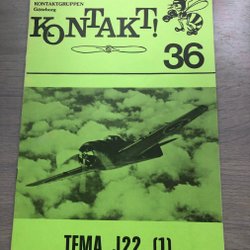 KONTAKTGRUPPEN
Göteborg
KONTAKT!
36
TEMA J22 (1)